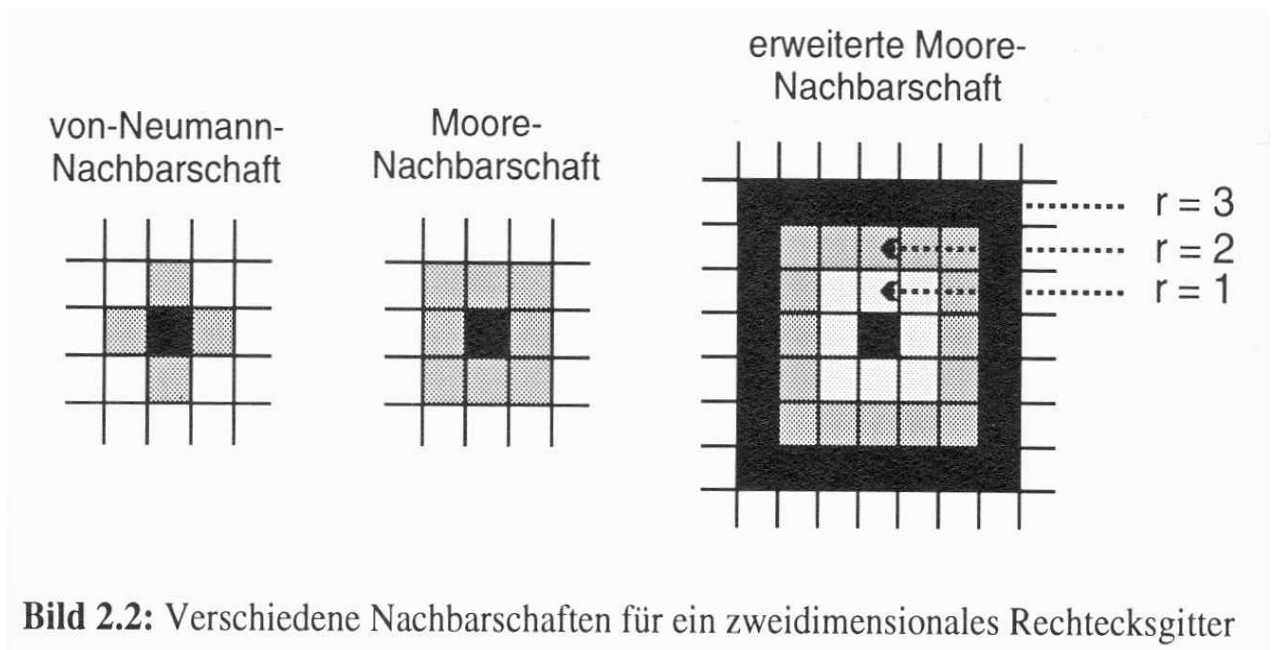 von-Neumann-
Nachbarschaft
Moore-
Nachbarschaft
erweiterte Moore-
Nachbarschaft
r = 3
r = 2
r = 1
Bild 2.2: Verschiedene Nachbarschaften für ein zweidimensionales Rechtecksgitter